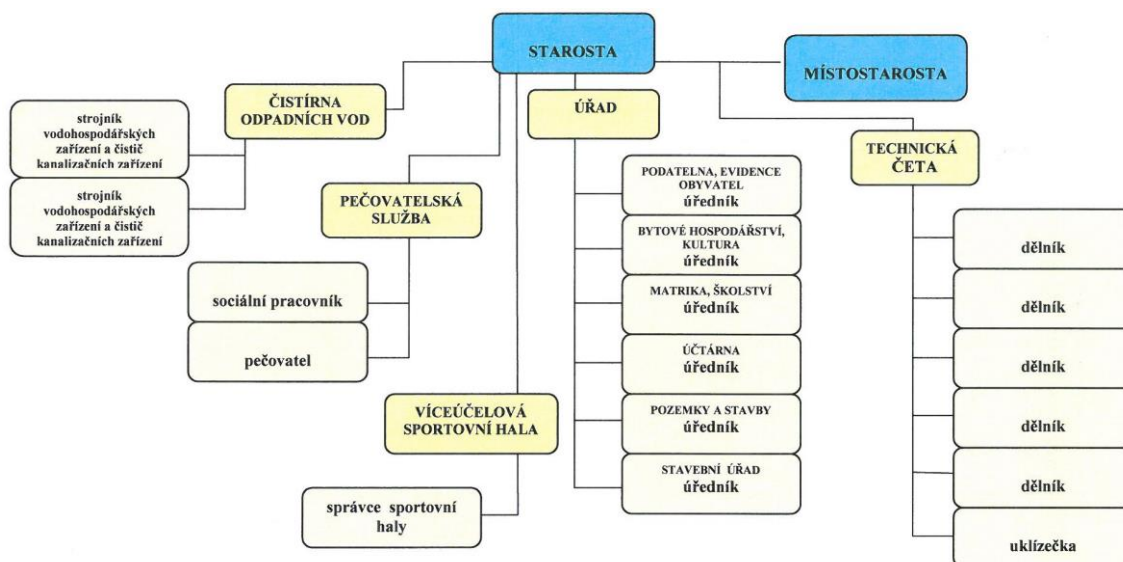 STAROSTA
MÍSTOSTAROSTA
ČISTÍRNA
ODPADNÍCH VOD
strojník
vodohospodářských
zařízení a čistič
kanalizačních zařízení
strojník
vodohospodářských
zařízení a čistič
kanalizačních zařízení
PEČOVATELSKÁ
SLUŽBA
sociální pracovník
pečovatel
VÍCEÚČELOVÁ
SPORTOVNÍ HALA
správce sportovní
haly
ÚŘAD
PODATELNA, EVIDENCE
OBYVATEL
úředník
BYTOVÉ HOSPODÁŘSTVÍ,
KULTURA
úředník
MATRIKA, ŠKOLSTVÍ
úředník
ÚČTÁRNA
úředník
POZEMKY A STAVBY
úředník
STAVEBNÍ ÚŘAD
úředník
TECHNICKÁ
ČETA
dělník
dělník
dělník
dělník
dělník
uklízečka